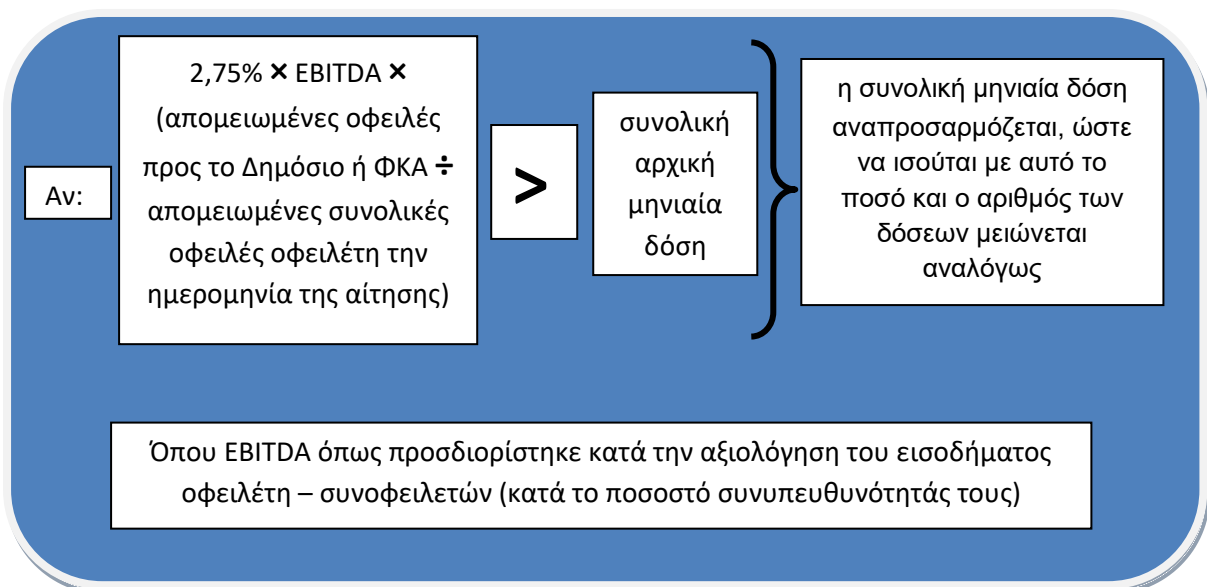 Αν:
2,75% × EBITDA ×
(απομειωμένες οφειλές
προς το Δημόσιο ή ΦΚΑ ÷
απομειωμένες συνολικές
οφειλές οφειλέτη την
ημερομηνία της αίτησης)
>
συνολική
αρχική
μηνιαία
δόση
η συνολική μηνιαία δόση
αναπροσαρμόζεται, ώστε
να ισούται με αυτό το
ποσό και ο αριθμός των
δόσεων μειώνεται
αναλόγως
Όπου EBITDA όπως προσδιορίστηκε κατά την αξιολόγηση του εισοδήματος
οφειλέτη – συνοφειλετών (κατά το ποσοστό συνυπευθυνότητάς τους)